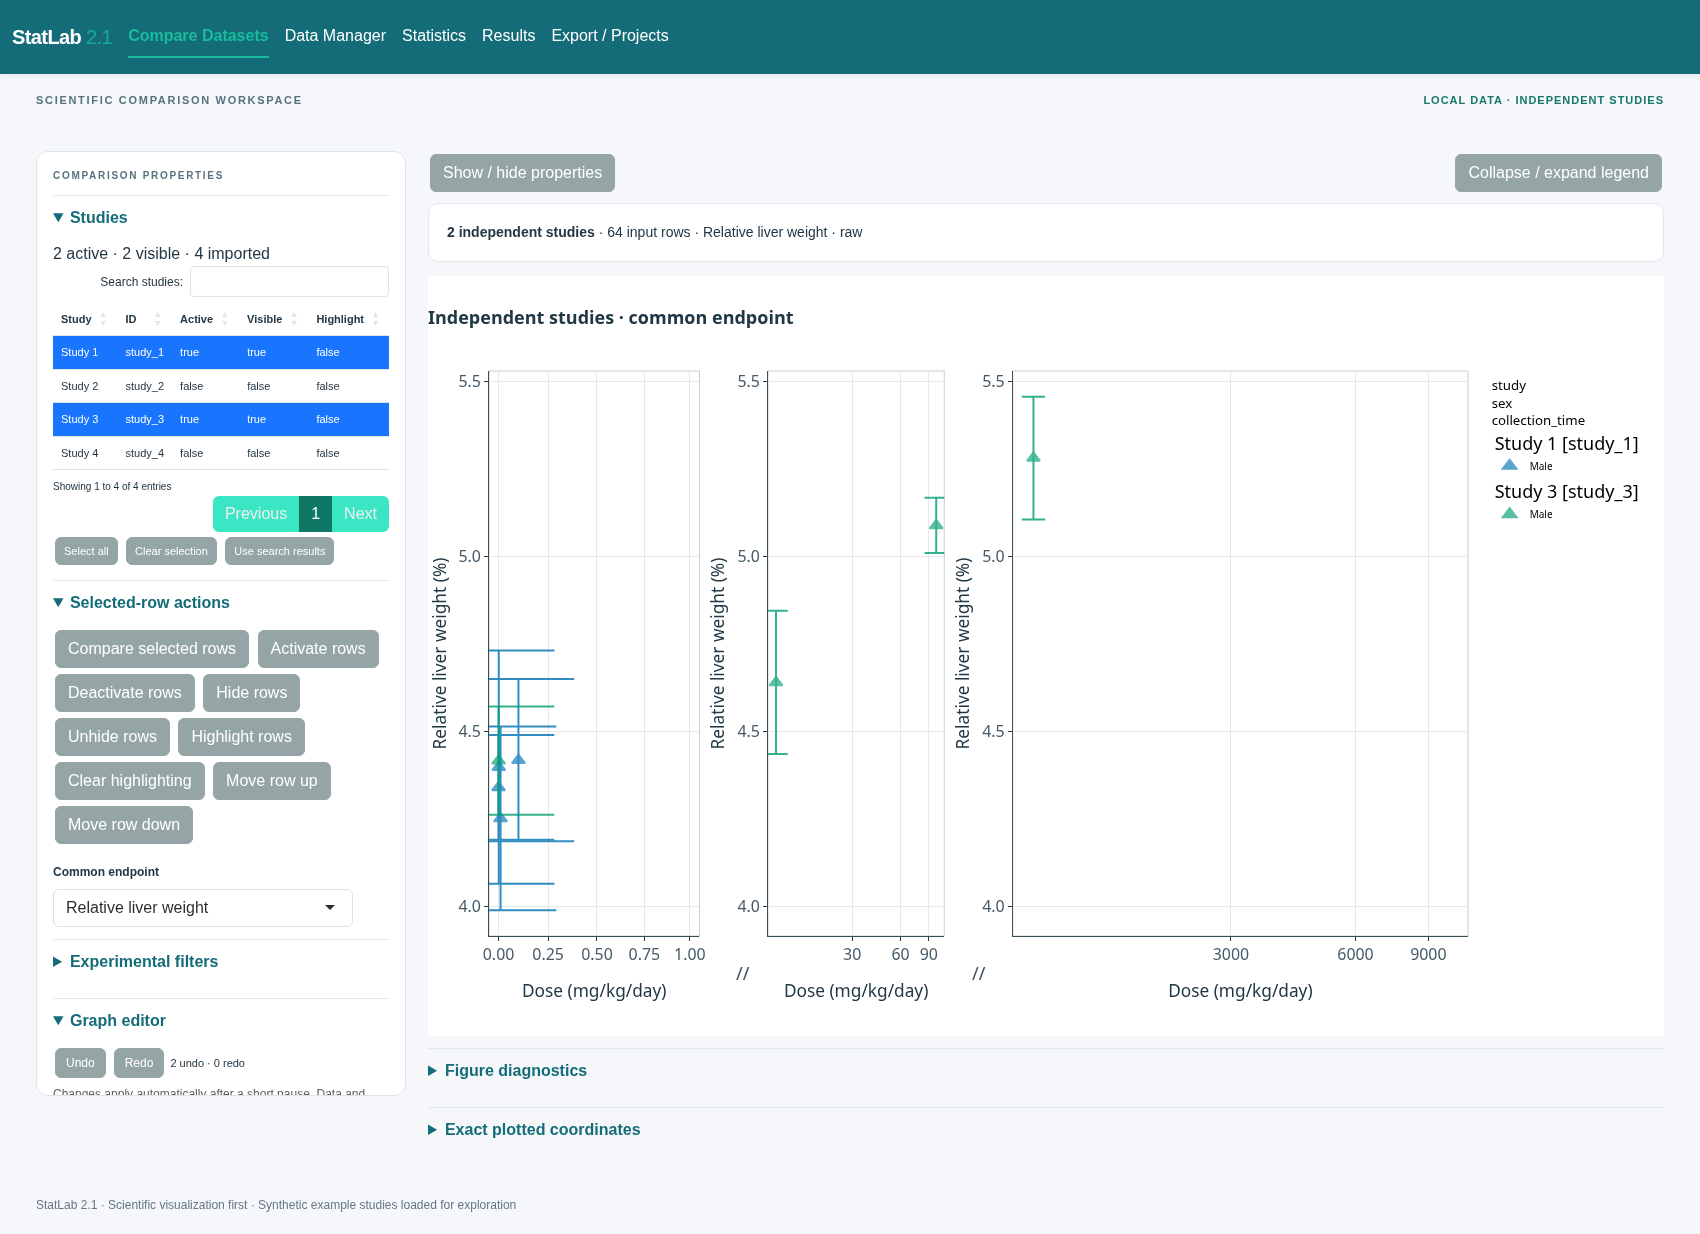 StatLab 2.1 Compare Datasets Data Manager Statistics Results Export / Projects
SCIENTIFIC COMPARISON WORKSPACE
LOCAL DATA · INDEPENDENT STUDIES
COMPARISON PROPERTIES
Studies
2 active · 2 visible · 4 imported
Search studies:
Study ID Active Visible Highlight
Study 1 study_1 true true false
Study 2 study_2 false false false
Study 3 study_3 true true false
Study 4 study_4 false false false
Showing 1 to 4 of 4 entries
Previous 1 Next
Select all Clear selection Use search results
Selected-row actions
Compare selected rows Activate rows
Deactivate rows Hide rows
Unhide rows Highlight rows
Clear highlighting Move row up
Move row down
Common endpoint
Relative liver weight
Experimental filters
Graph editor
Undo Redo 2 undo · 0 redo
Changes apply automatically after a short pause. Data and
Show / hide properties
Collapse / expand legend
2 independent studies · 64 input rows · Relative liver weight · raw
Independent studies · common endpoint
Relative liver weight (%)
5.5
5.0
4.5
4.0
0.00 0.25 0.50 0.75 1.00
Dose (mg/kg/day)
//
Relative liver weight (%)
5.5
5.0
4.5
4.0
30 60 90
Dose (mg/kg/day)
//
Relative liver weight (%)
5.5
5.0
4.5
4.0
3000 6000 9000
Dose (mg/kg/day)
study
sex
collection_time
Study 1 [study_1]
Male
Study 3 [study_3]
Male
Figure diagnostics
Exact plotted coordinates
StatLab 2.1 · Scientific visualization first · Synthetic example studies loaded for exploration